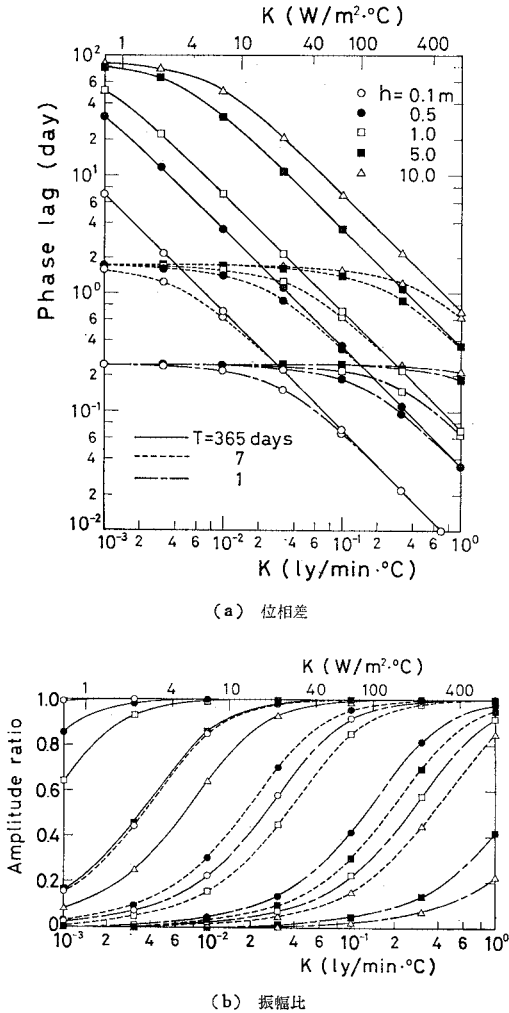 K (W/m²·°C)
1 4 10 40 100 400
10²
6
4
2
10¹
6
4
2
10⁰
6
4
2
10⁻¹
6
4
2
10⁻²
Phase lag (day)
h= 0.1 m
0.5
1.0
5.0
10.0
T=365 days
7
1
10⁻³ 2 4 6 10⁻² 2 4 6 10⁻¹ 2 4 6 10⁰
K (ly/min·°C)
(a) 位相差
K (W/m²·°C)
1 4 10 40 100 400
1.0
0.8
0.6
0.4
0.2
0
Amplitude ratio
10⁻³ 2 4 6 10⁻² 2 4 6 10⁻¹ 2 4 6 10⁰
K (ly/min·°C)
(b) 振幅比